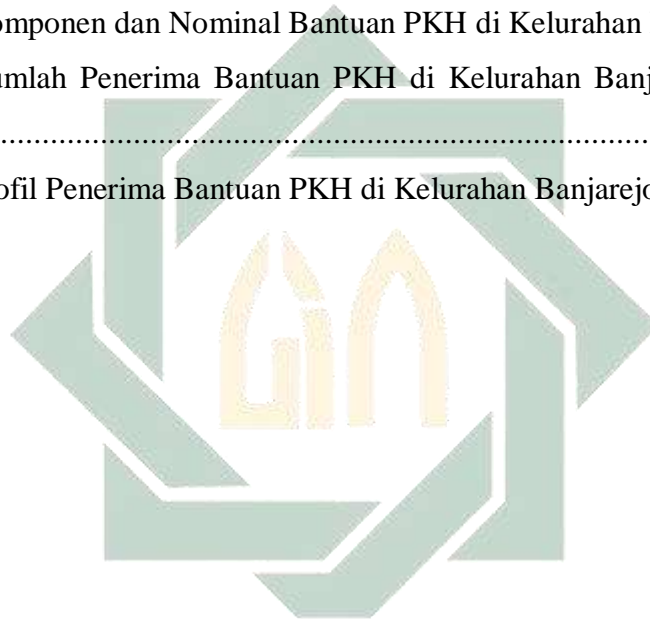 omponen dan Nominal Bantuan PKH di Kelurahan
umlah Penerima Bantuan PKH di Kelurahan Banj
................................................................................
ofil Penerima Bantuan PKH di Kelurahan Banjarejo
UIN